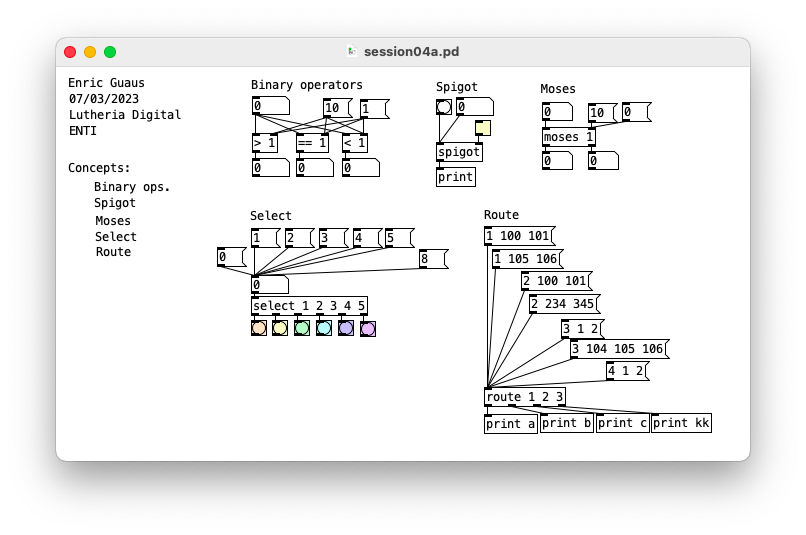 session04a.pd
Enric Guaus
07/03/2023
Lutheria Digital
ENTI
Concepts:
Binary ops.
Spigot
Moses
Select
Route
Binary operators
0
10
1
> 1
== 1
< 1
0
0
0
Spigot
0
spigot
print
Moses
0
10
0
moses 1
0
0
Select
1
2
3
4
5
0
8
0
select 1 2 3 4 5
Route
1 100 101
1 105 106
2 100 101
2 234 345
3 1 2
3 104 105 106
4 1 2
route 1 2 3
print a
print b
print c
print kk